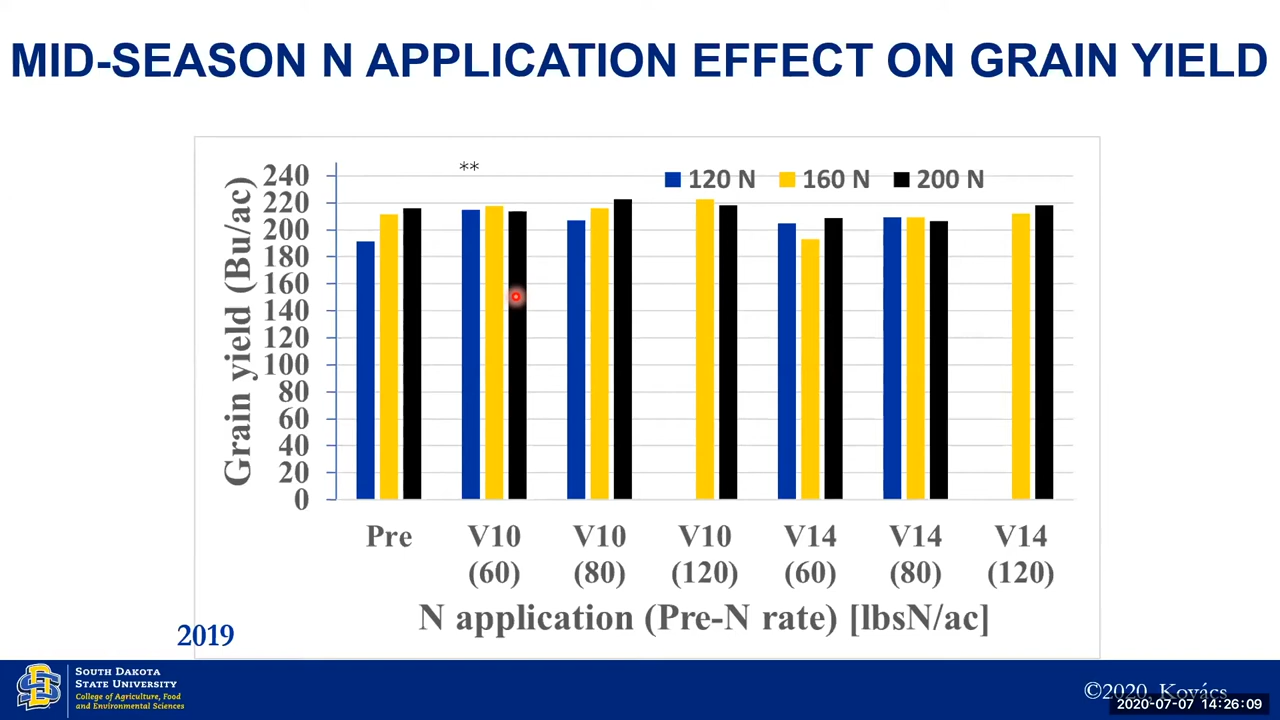 MID-SEASON N APPLICATION EFFECT ON GRAIN YIELD
**
120 N 160 N 200 N
Grain yield (Bu/ac)
240
220
200
180
160
140
120
100
80
60
40
20
0
Pre V10 V10 V10 V14 V14 V14
(60) (80) (120) (60) (80) (120)
N application (Pre-N rate) [lbsN/ac]
2019
SOUTH DAKOTA
STATE UNIVERSITY
College of Agriculture, Food
and Environmental Sciences
©2020, Kovács
2020-07-07 14:26:09